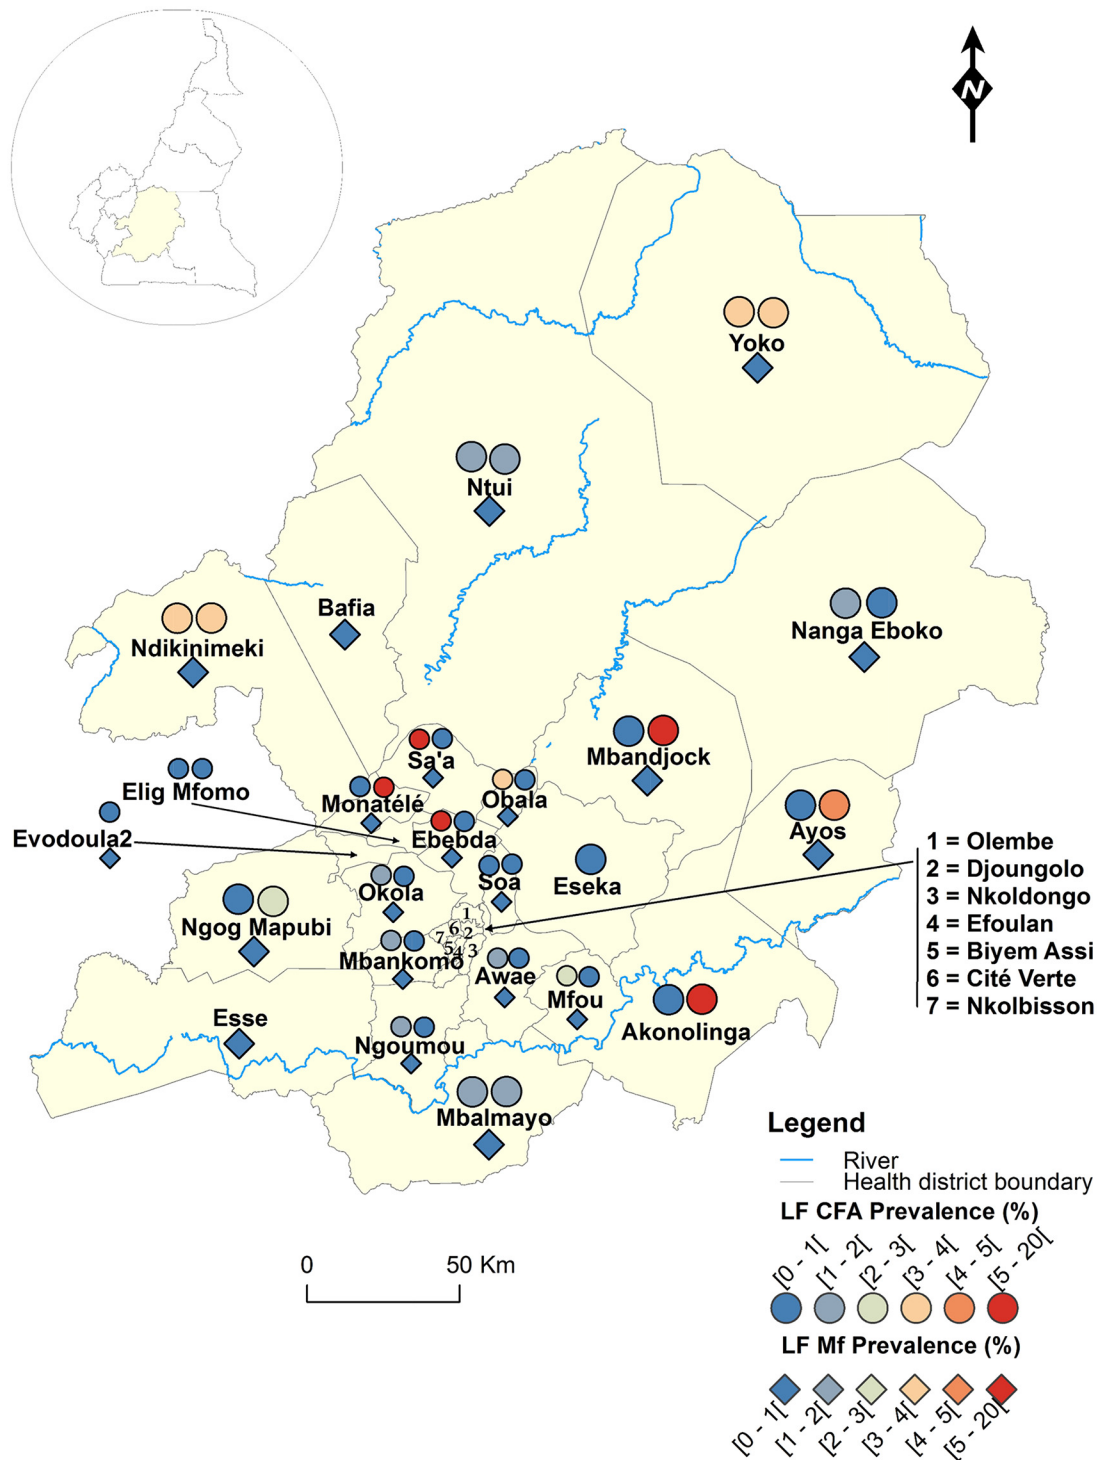 N
Yoko
Ntui
Bafia
Ndikinimeki
Nanga Eboko
Sa'a
Mbandjock
Elig Mfomo
Monatélé
Obala
Evodoula2
Ebebda
Ayos
Okola
Soa
Eseka
1 = Olembe
2 = Djoungolo
3 = Nkoldongo
4 = Efoulan
5 = Biyem Assi
6 = Cité Verte
7 = Nkolbisson
Ngog Mapubi
1
6 2
7
5 4 3
Mbankomo
Awae
Mfou
Akonolinga
Esse
Ngoumou
Mbalmayo
Legend
River
Health district boundary
LF CFA Prevalence (%)
[0 - 1[ [1 - 2[ [2 - 3[ [3 - 4[ [4 - 5[ [5 - 20[
LF Mf Prevalence (%)
[0 - 1[ [1 - 2[ [2 - 3[ [3 - 4[ [4 - 5[ [5 - 20[
0 50 Km